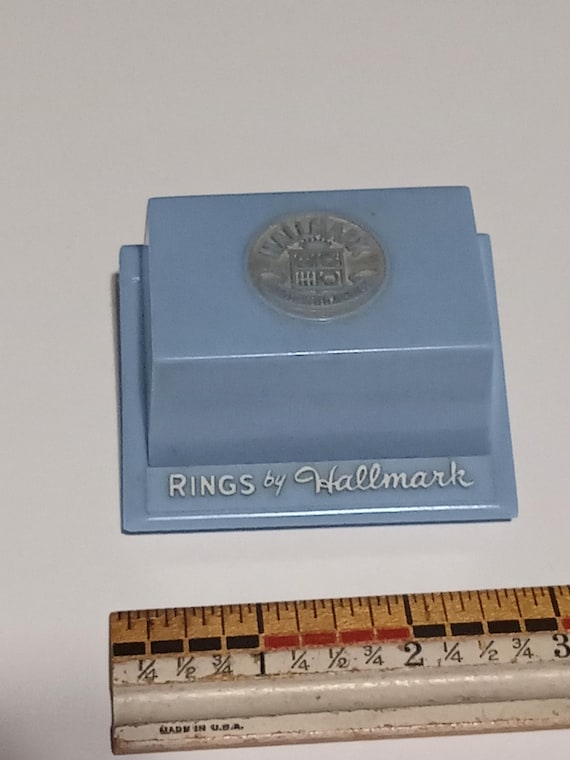 HALLMARK
RINGS by Hallmark
1/4 1/2 3/4 1 1/4 1/2 3/4 2 1/4 1/2 3/4 3
MADE IN U.S.A.